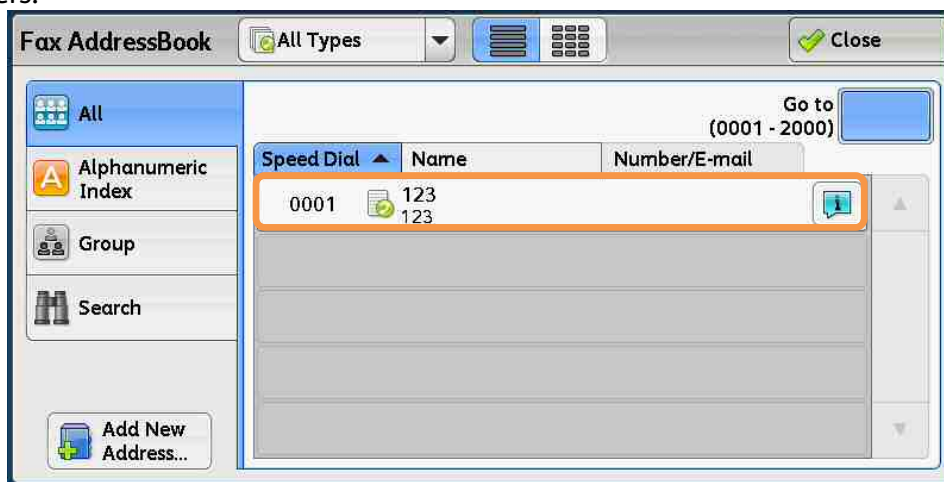 ers.
Fax AddressBook
All Types
Close
All
Go to
(0001 - 2000)
Alphanumeric
Index
Speed Dial
Name
Number/E-mail
0001
123
123
Group
Search
Add New
Address...